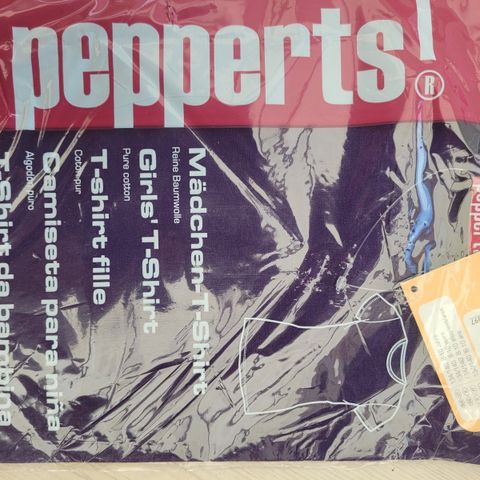 pepperts!
®
Mädchen-T-Shirt
Reine Baumwolle
Girls' T-Shirt
Pure cotton
T-shirt fille
Coton pur
Camiseta para niña
Algodón puro
T-Shirt da bambina